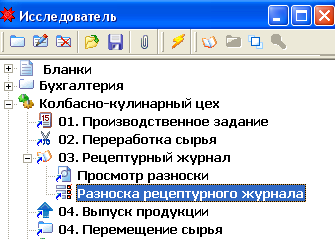 Исследователь
Бланки
Бухгалтерия
Колбасно-кулинарный цех
01. Производственное задание
02. Переработка сырья
03. Рецептурный журнал
Просмотр разноски
Разноска рецептурного журнала
04. Выпуск продукции
04. Перемещение сырья